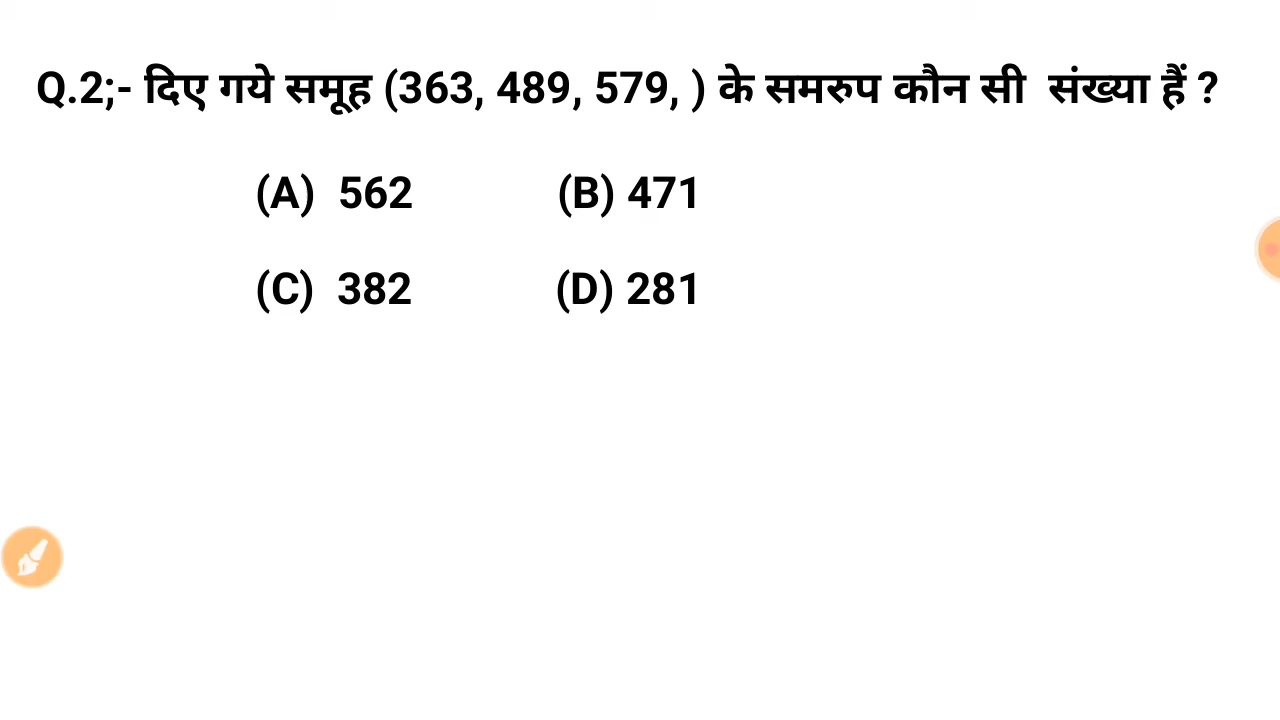 Q.2;- दिए गये समूह (363, 489, 579, ) के समरुप कौन सी संख्या हैं ?
(A) 562 (B) 471
(C) 382 (D) 281